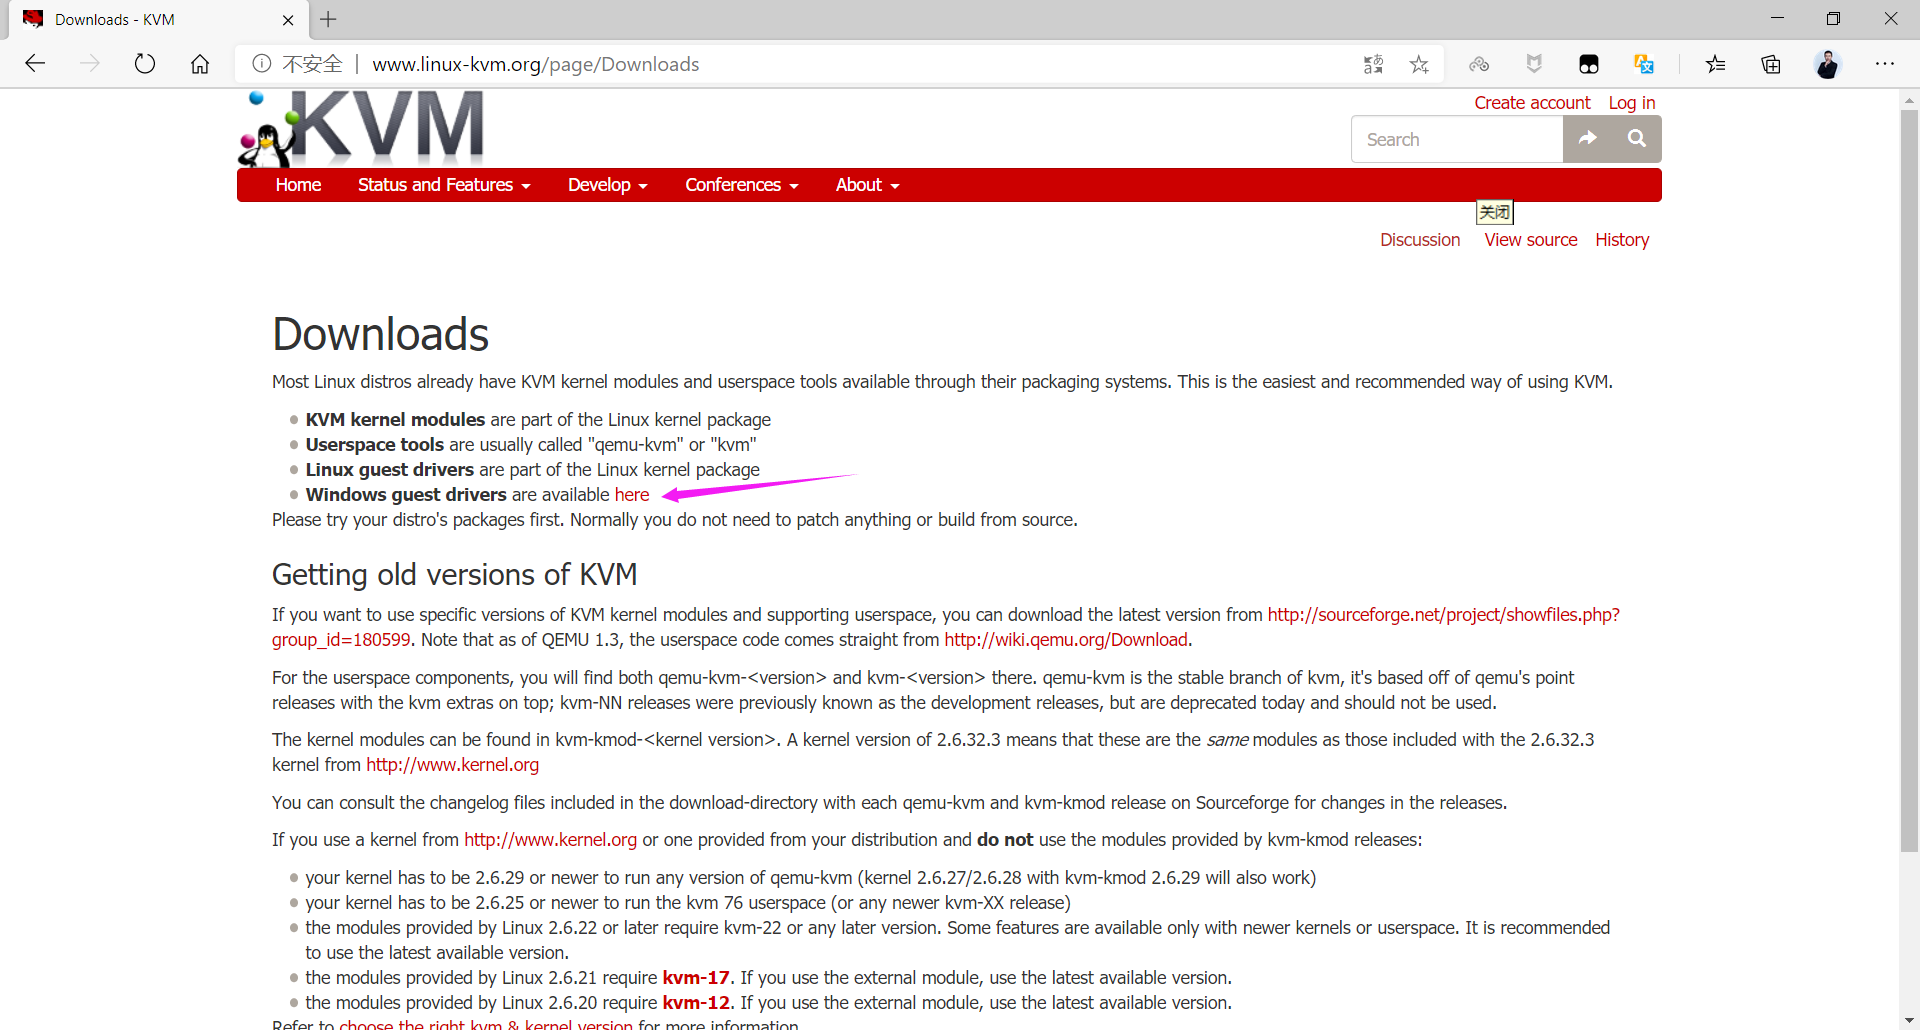 Downloads - KVM
不安全 | www.linux-kvm.org/page/Downloads
KVM
Create account Log in
Search
Home Status and Features Develop Conferences About
关闭
Discussion View source History
Downloads
Most Linux distros already have KVM kernel modules and userspace tools available through their packaging systems. This is the easiest and recommended way of using KVM.
KVM kernel modules are part of the Linux kernel package
Userspace tools are usually called "qemu-kvm" or "kvm"
Linux guest drivers are part of the Linux kernel package
Windows guest drivers are available here
Please try your distro's packages first. Normally you do not need to patch anything or build from source.
Getting old versions of KVM
If you want to use specific versions of KVM kernel modules and supporting userspace, you can download the latest version from http://sourceforge.net/project/showfiles.php?
group_id=180599. Note that as of QEMU 1.3, the userspace code comes straight from http://wiki.qemu.org/Download.
For the userspace components, you will find both qemu-kvm-<version> and kvm-<version> there. qemu-kvm is the stable branch of kvm, it's based off of qemu's point
releases with the kvm extras on top; kvm-NN releases were previously known as the development releases, but are deprecated today and should not be used.
The kernel modules can be found in kvm-kmod-<kernel version>. A kernel version of 2.6.32.3 means that these are the same modules as those included with the 2.6.32.3
kernel from http://www.kernel.org
You can consult the changelog files included in the download-directory with each qemu-kvm and kvm-kmod release on Sourceforge for changes in the releases.
If you use a kernel from http://www.kernel.org or one provided from your distribution and do not use the modules provided by kvm-kmod releases:
your kernel has to be 2.6.29 or newer to run any version of qemu-kvm (kernel 2.6.27/2.6.28 with kvm-kmod 2.6.29 will also work)
your kernel has to be 2.6.25 or newer to run the kvm 76 userspace (or any newer kvm-XX release)
the modules provided by Linux 2.6.22 or later require kvm-22 or any later version. Some features are available only with newer kernels or userspace. It is recommended
to use the latest available version.
the modules provided by Linux 2.6.21 require kvm-17. If you use the external module, use the latest available version.
the modules provided by Linux 2.6.20 require kvm-12. If you use the external module, use the latest available version.
Refer to choose the right kvm & kernel version for more information